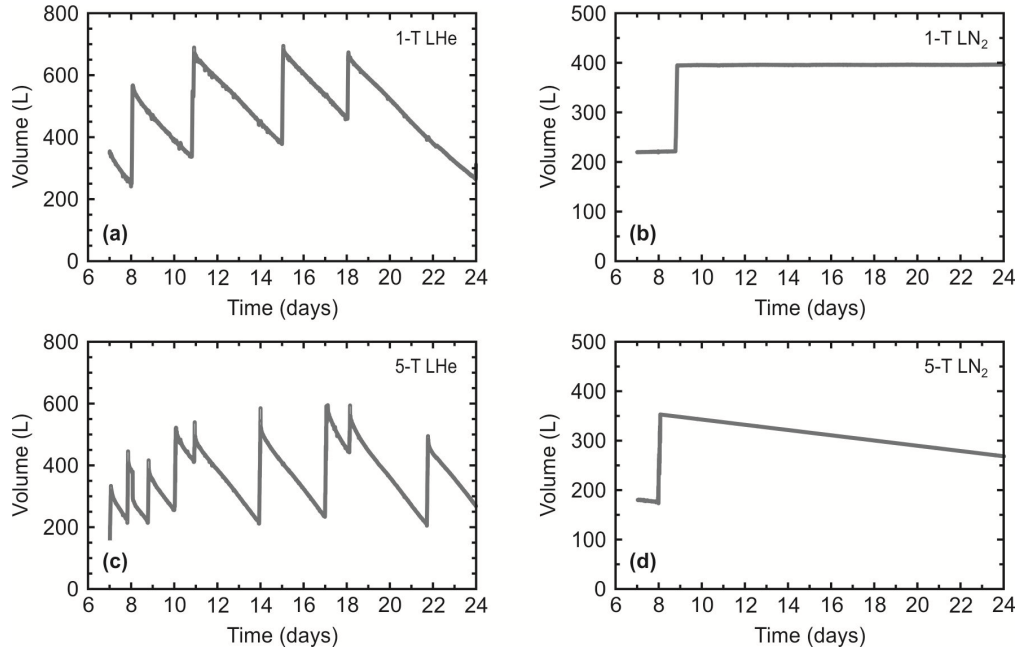 800
600
400
200
0
Volume (L)
1-T LHe
(a)
6 8 10 12 14 16 18 20 22 24
Time (days)
500
400
300
200
100
0
Volume (L)
1-T LN₂
(b)
6 8 10 12 14 16 18 20 22 24
Time (days)
800
600
400
200
0
Volume (L)
5-T LHe
(c)
6 8 10 12 14 16 18 20 22 24
Time (days)
500
400
300
200
100
0
Volume (L)
5-T LN₂
(d)
6 8 10 12 14 16 18 20 22 24
Time (days)